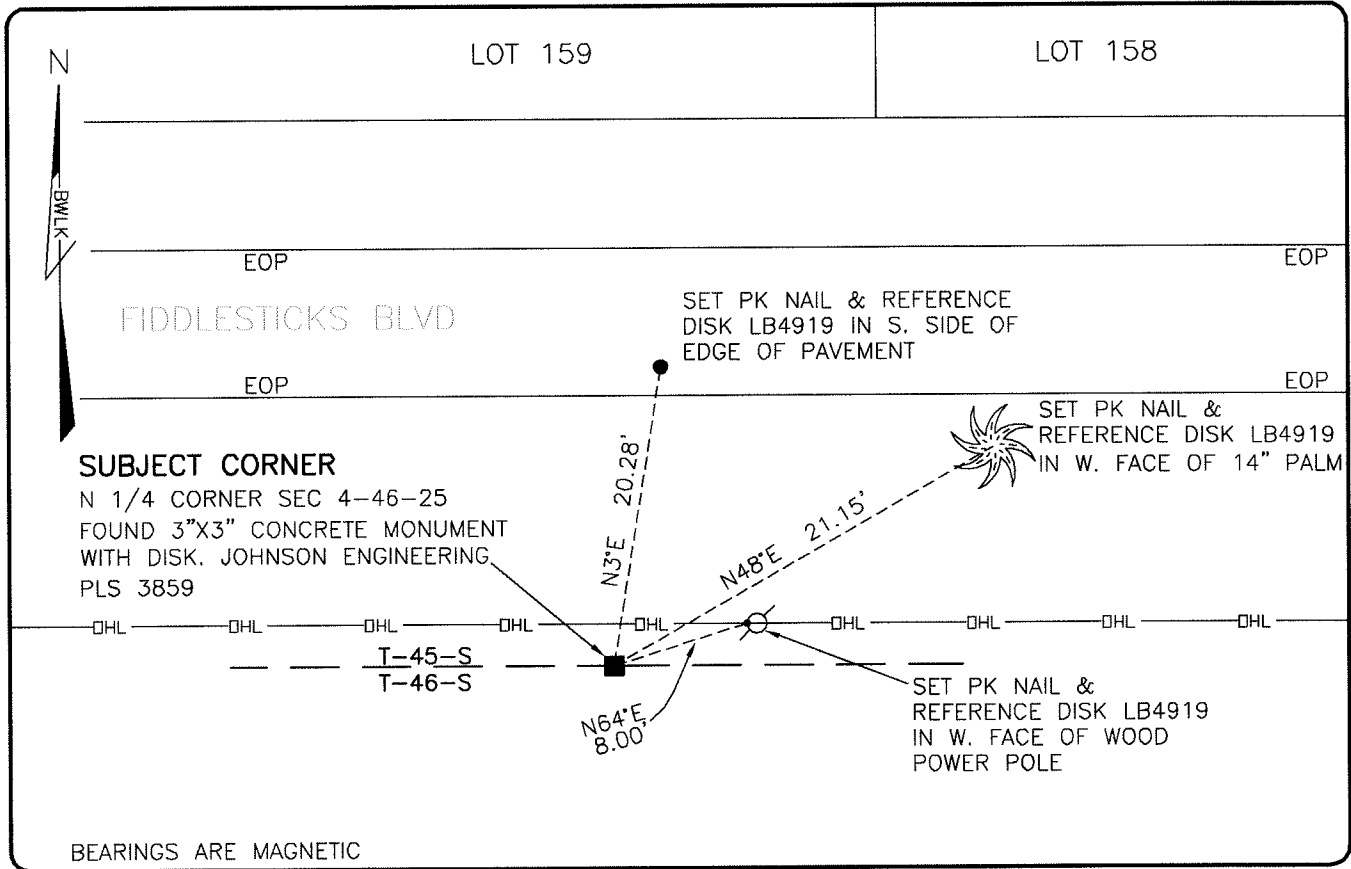 LOT 159
LOT 158
N
BWLK
EOP
EOP
FIDDLESTICKS BLVD
SET PK NAIL & REFERENCE
DISK LB4919 IN S. SIDE OF
EDGE OF PAVEMENT
EOP
EOP
SET PK NAIL &
REFERENCE DISK LB4919
IN W. FACE OF 14" PALM
SUBJECT CORNER
N 1/4 CORNER SEC 4-46-25
FOUND 3"X3" CONCRETE MONUMENT
WITH DISK. JOHNSON ENGINEERING
PLS 3859
N3°E 20.28'
N48°E 21.15'
OHL OHL OHL OHL OHL OHL OHL OHL OHL
T-45-S
T-46-S
N64°E
8.00'
SET PK NAIL &
REFERENCE DISK LB4919
IN W. FACE OF WOOD
POWER POLE
BEARINGS ARE MAGNETIC